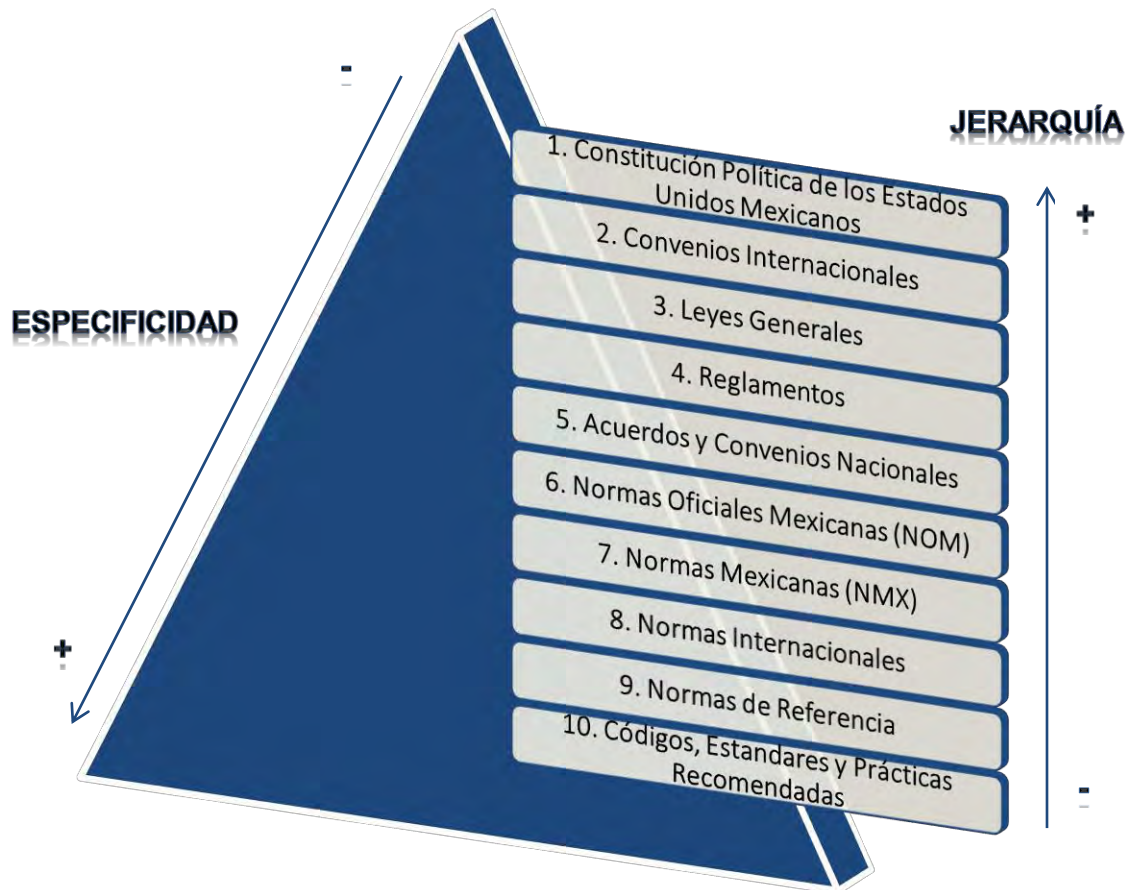 -
JERARQUÍA
1. Constitución Política de los Estados
Unidos Mexicanos
+
2. Convenios Internacionales
ESPECIFICIDAD
3. Leyes Generales
4. Reglamentos
5. Acuerdos y Convenios Nacionales
6. Normas Oficiales Mexicanas (NOM)
7. Normas Mexicanas (NMX)
8. Normas Internacionales
+
9. Normas de Referencia
10. Códigos, Estandares y Prácticas
Recomendadas
-